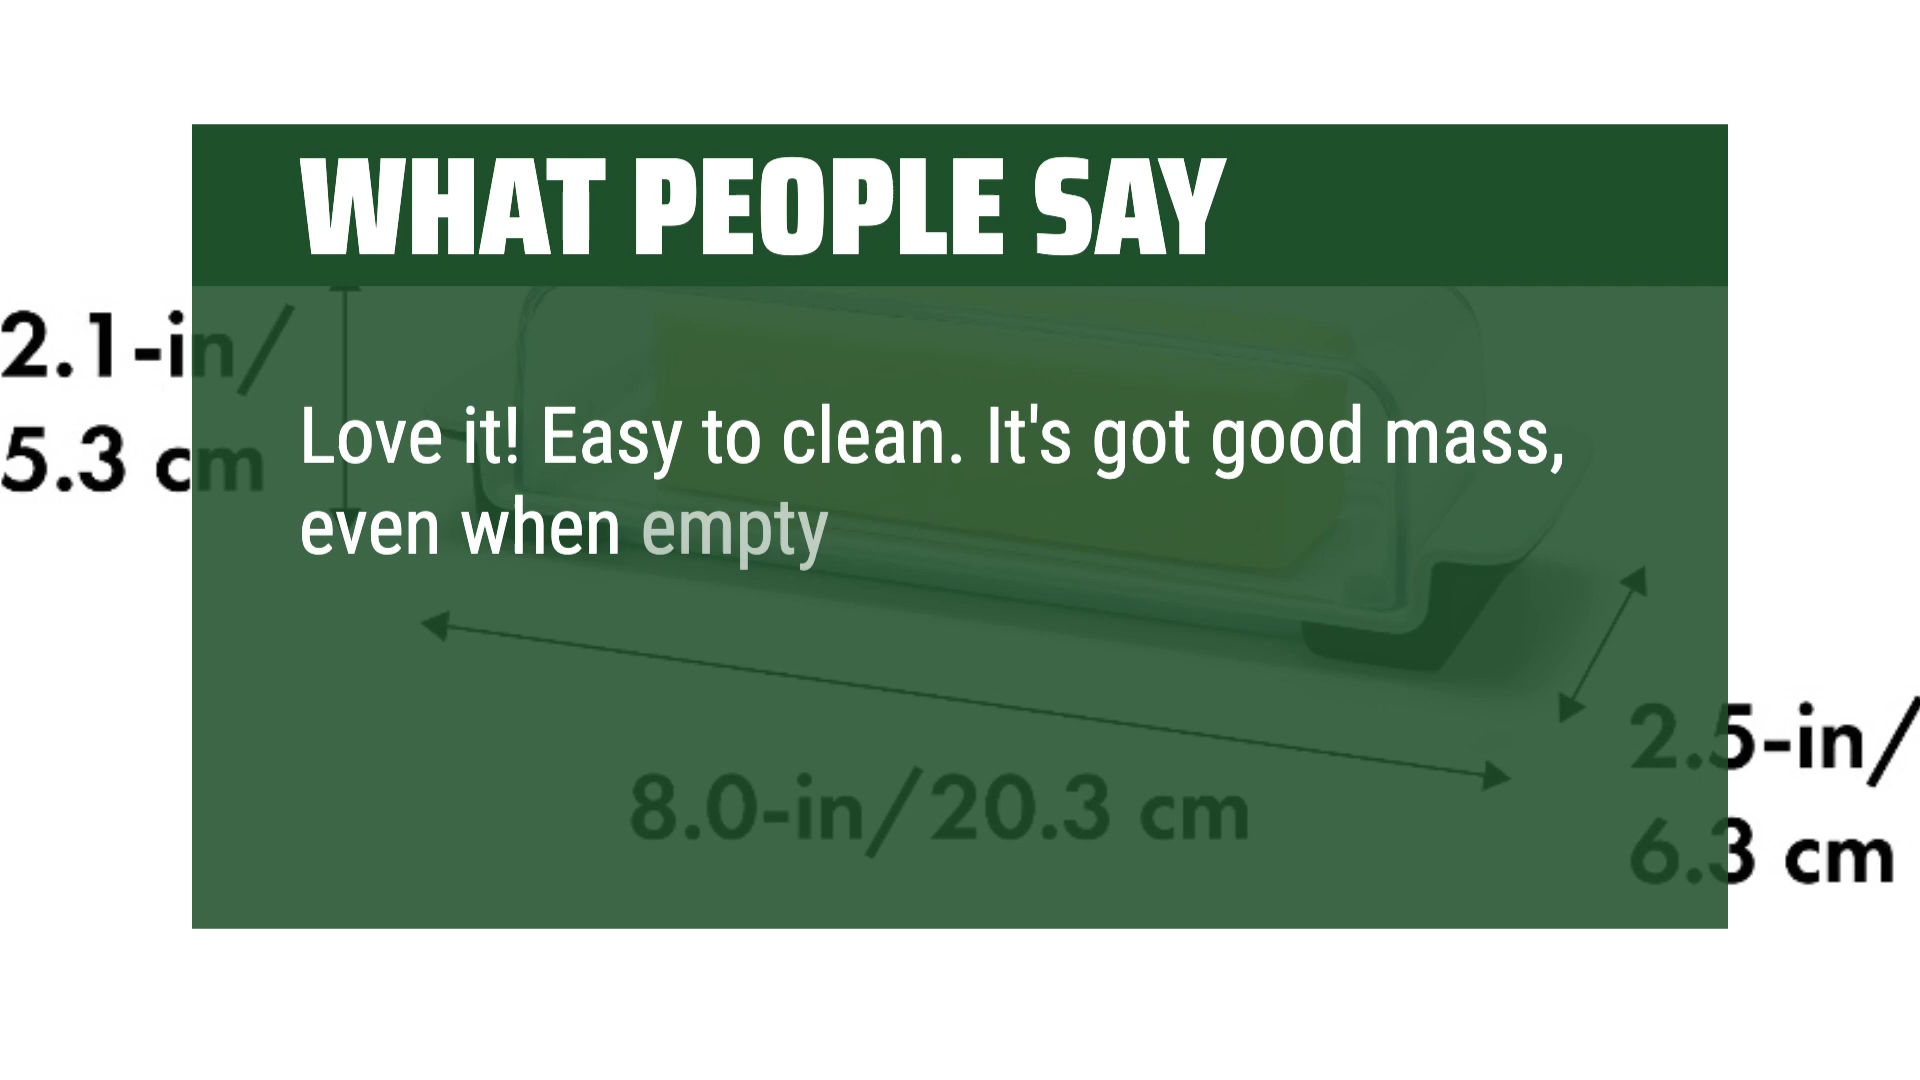 WHAT PEOPLE SAY
2.1-in/
5.3 cm
Love it! Easy to clean. It's got good mass,
even when empty
8.0-in/20.3 cm
2.5-in/
6.3 cm